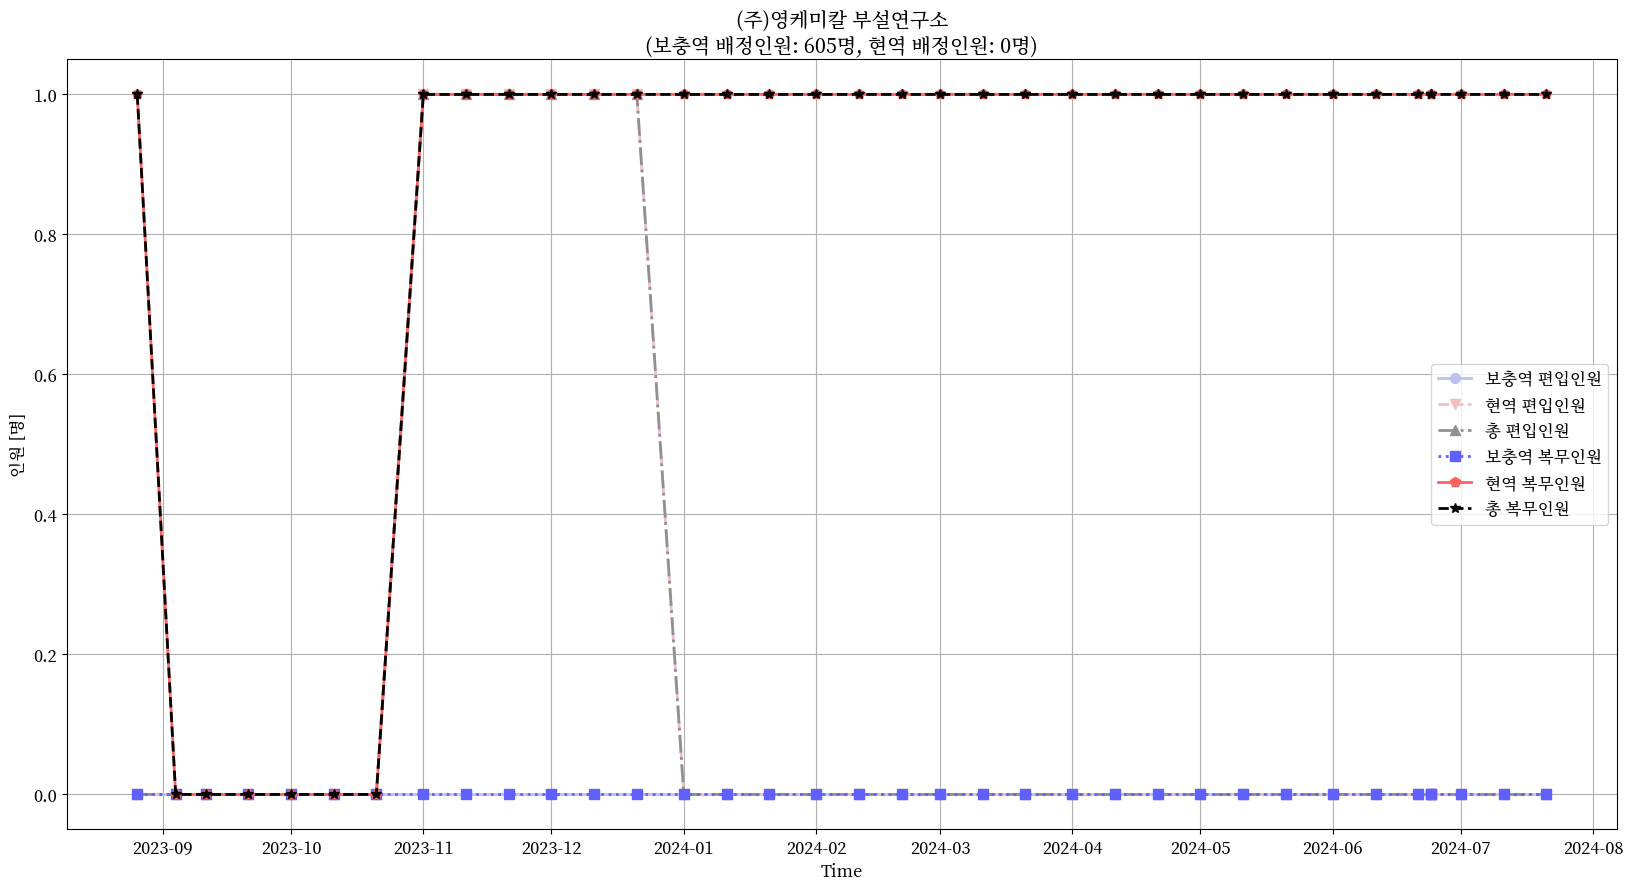 (주)영케미칼 부설연구소
(보충역 배정인원: 605명, 현역 배정인원: 0명)
1.0
0.8
0.6
0.4
0.2
0.0
인원 [명]
보충역 편입인원
현역 편입인원
총 편입인원
보충역 복무인원
현역 복무인원
총 복무인원
2023-09 2023-10 2023-11 2023-12 2024-01 2024-02 2024-03 2024-04 2024-05 2024-06 2024-07 2024-08
Time